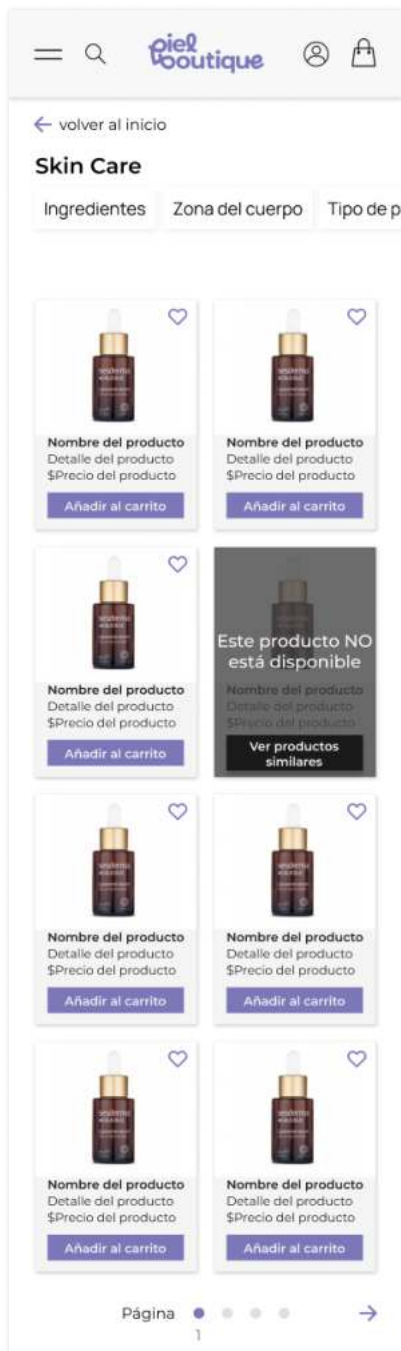 piel
boutique
volver al inicio
Skin Care
Ingredientes Zona del cuerpo Tipo de p
Nombre del producto Nombre del producto
Detalle del producto Detalle del producto
$Precio del producto $Precio del producto
Añadir al carrito Añadir al carrito
Este producto NO
está disponible
Nombre del producto Nombre del producto
Detalle del producto Detalle del producto
$Precio del producto $Precio del producto
Añadir al carrito
Ver productos
similares
Nombre del producto Nombre del producto
Detalle del producto Detalle del producto
$Precio del producto $Precio del producto
Añadir al carrito Añadir al carrito
Nombre del producto Nombre del producto
Detalle del producto Detalle del producto
$Precio del producto $Precio del producto
Añadir al carrito Añadir al carrito
Página
1